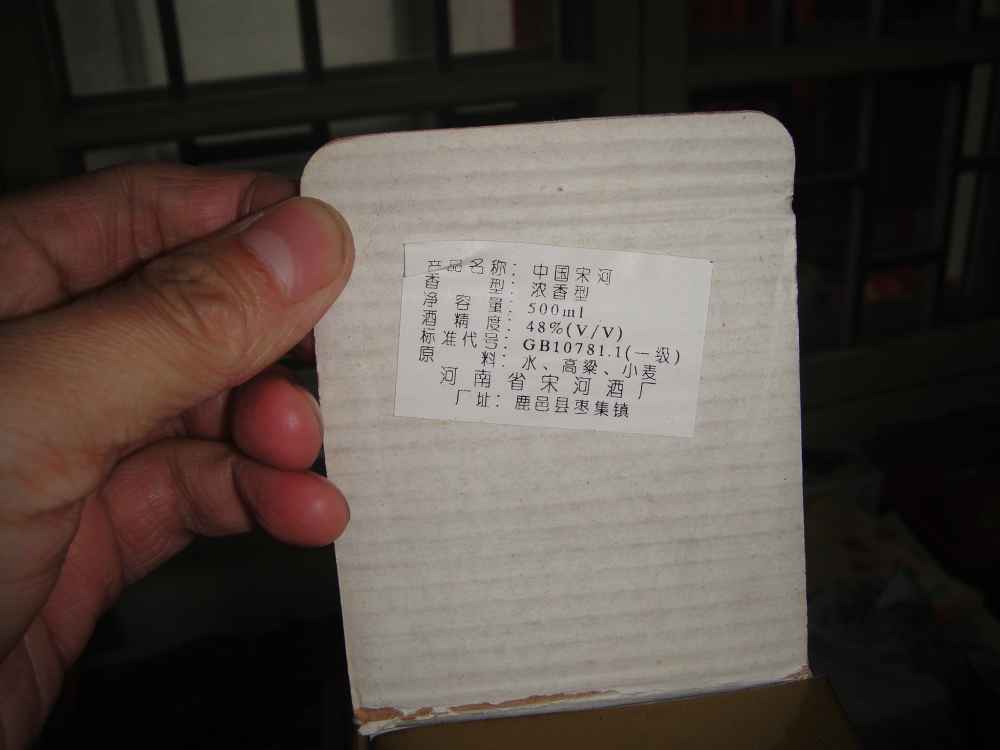 产品名称：中国宋河
香型：浓香型
净容量：500ml
酒精度：48%(V/V)
标准代号：GB10781.1(一级)
原料：水、高粱、小麦
河南省宋河酒厂
厂址：鹿邑县枣集镇